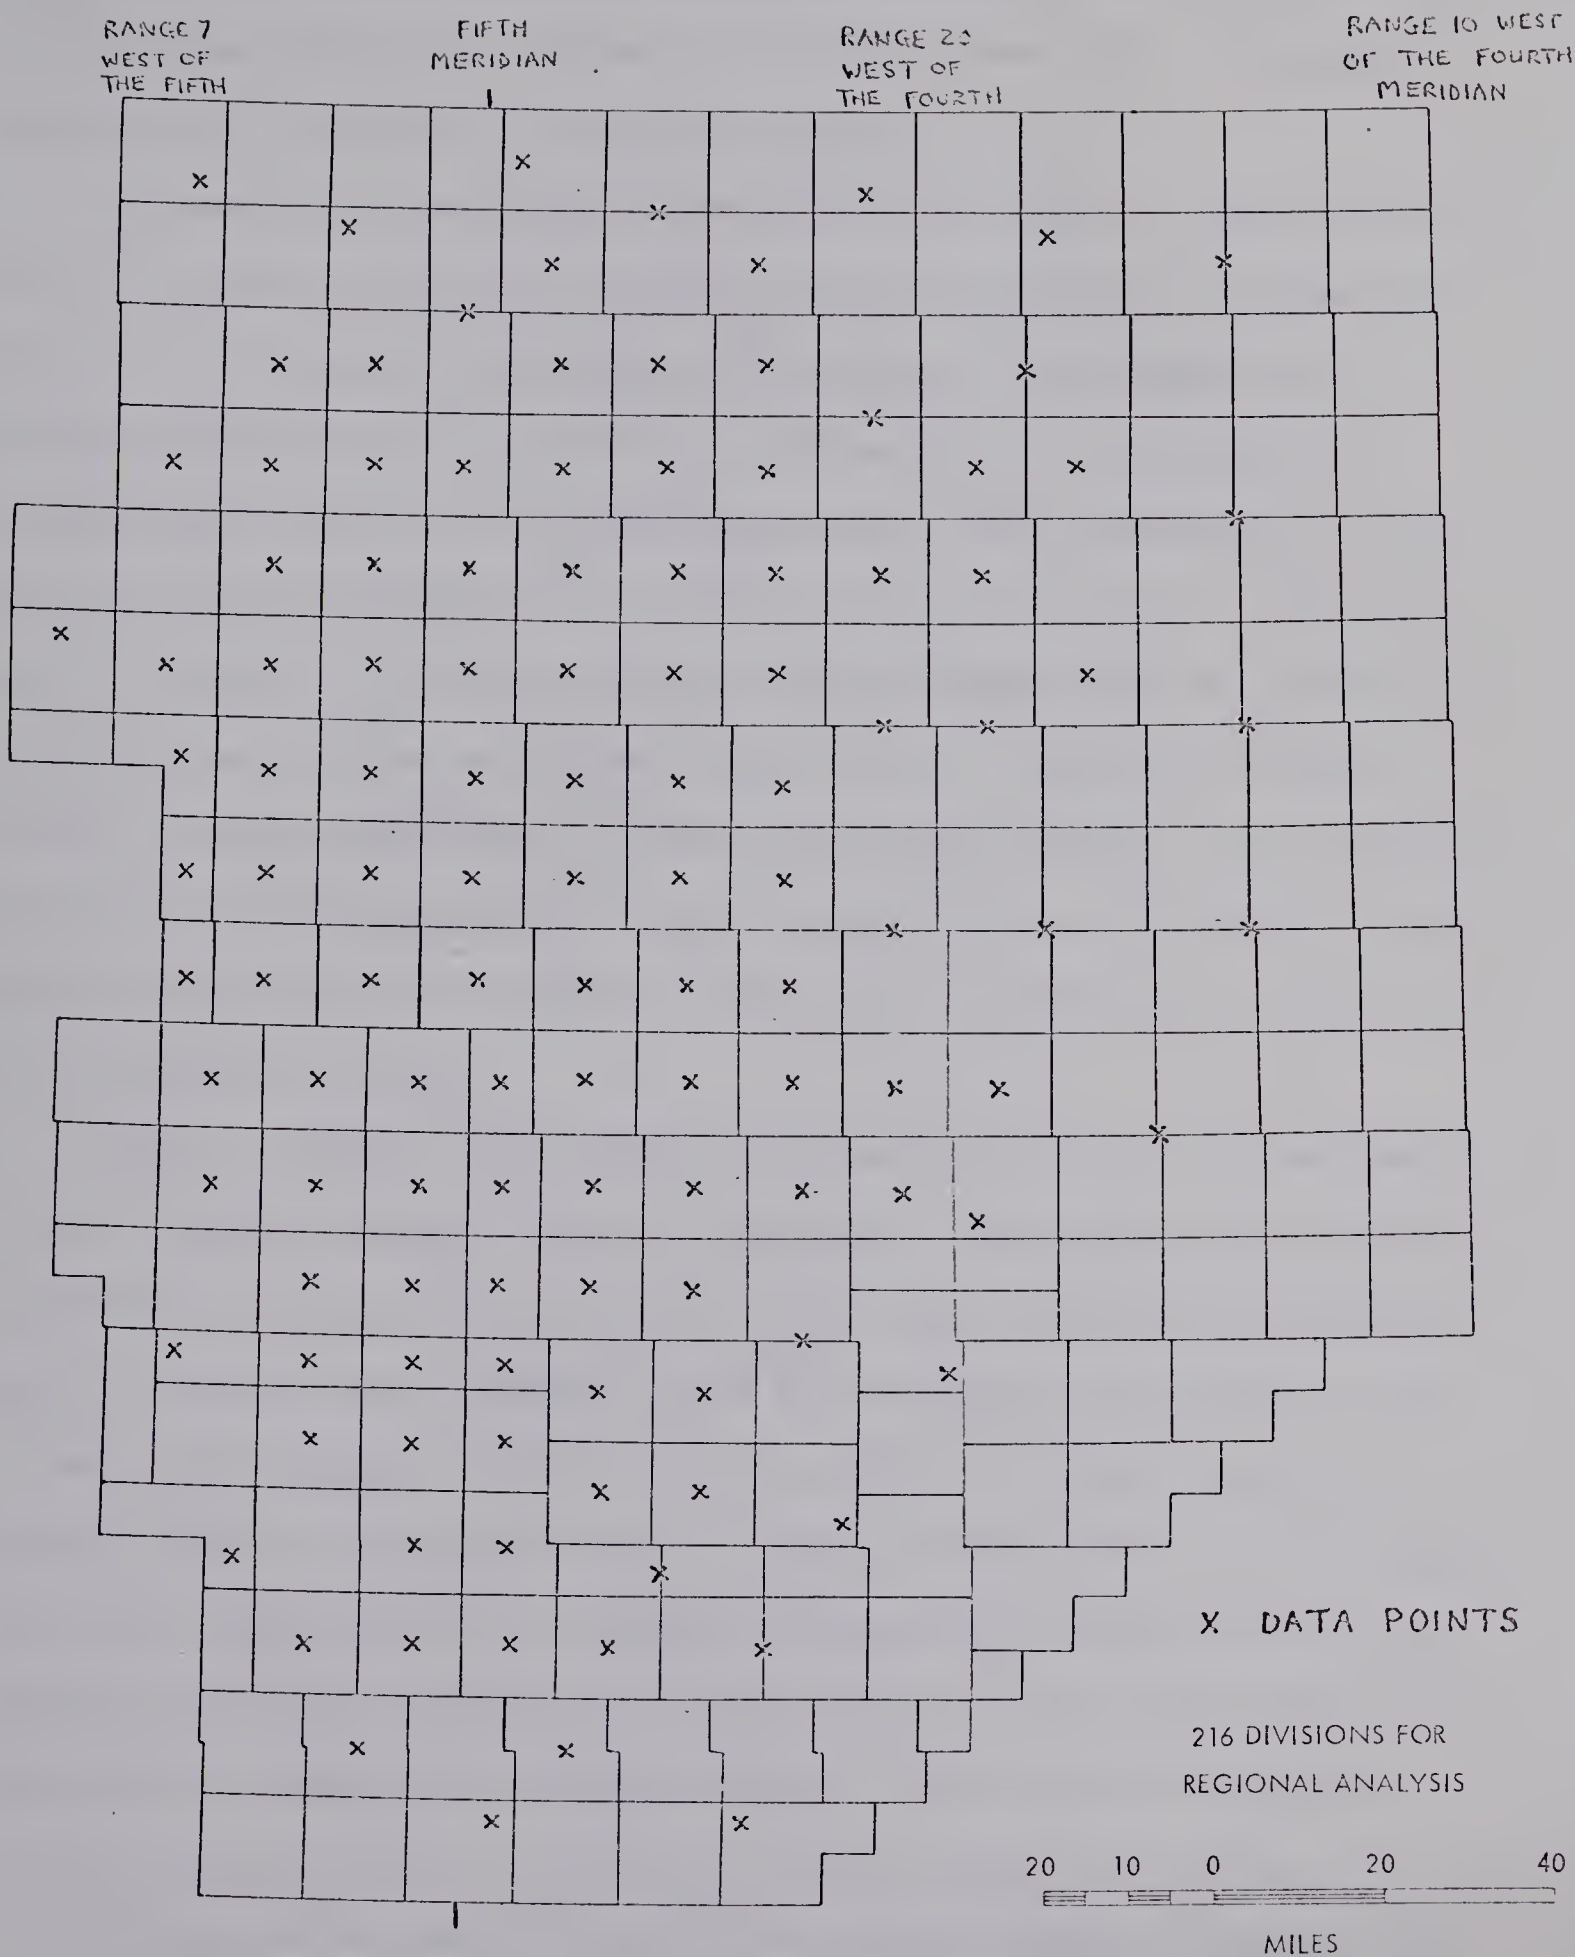 RANGE 7
WEST OF
THE FIFTH
FIFTH
MERIDIAN
RANGE 20
WEST OF
THE FOURTH
RANGE 10 WEST
OF THE FOURTH
MERIDIAN
X DATA POINTS
216 DIVISIONS FOR
REGIONAL ANALYSIS
20 10 0 20 40
MILES